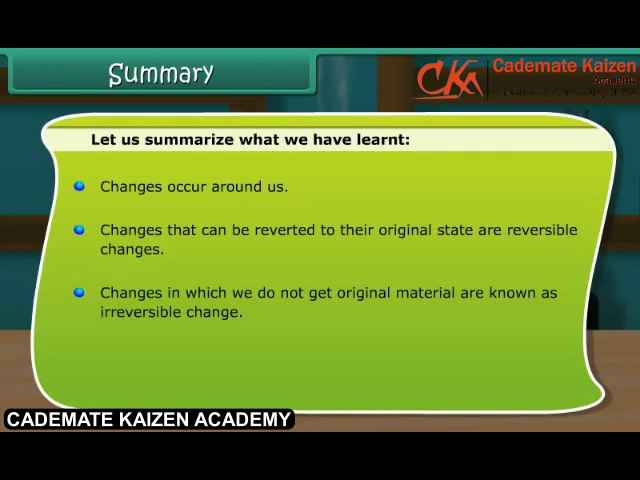 Summary
CKA
Cademate Kaizen
Academy
Let us summarize what we have learnt:
Changes occur around us.
Changes that can be reverted to their original state are reversible
changes.
Changes in which we do not get original material are known as
irreversible change.
CADEMATE KAIZEN ACADEMY